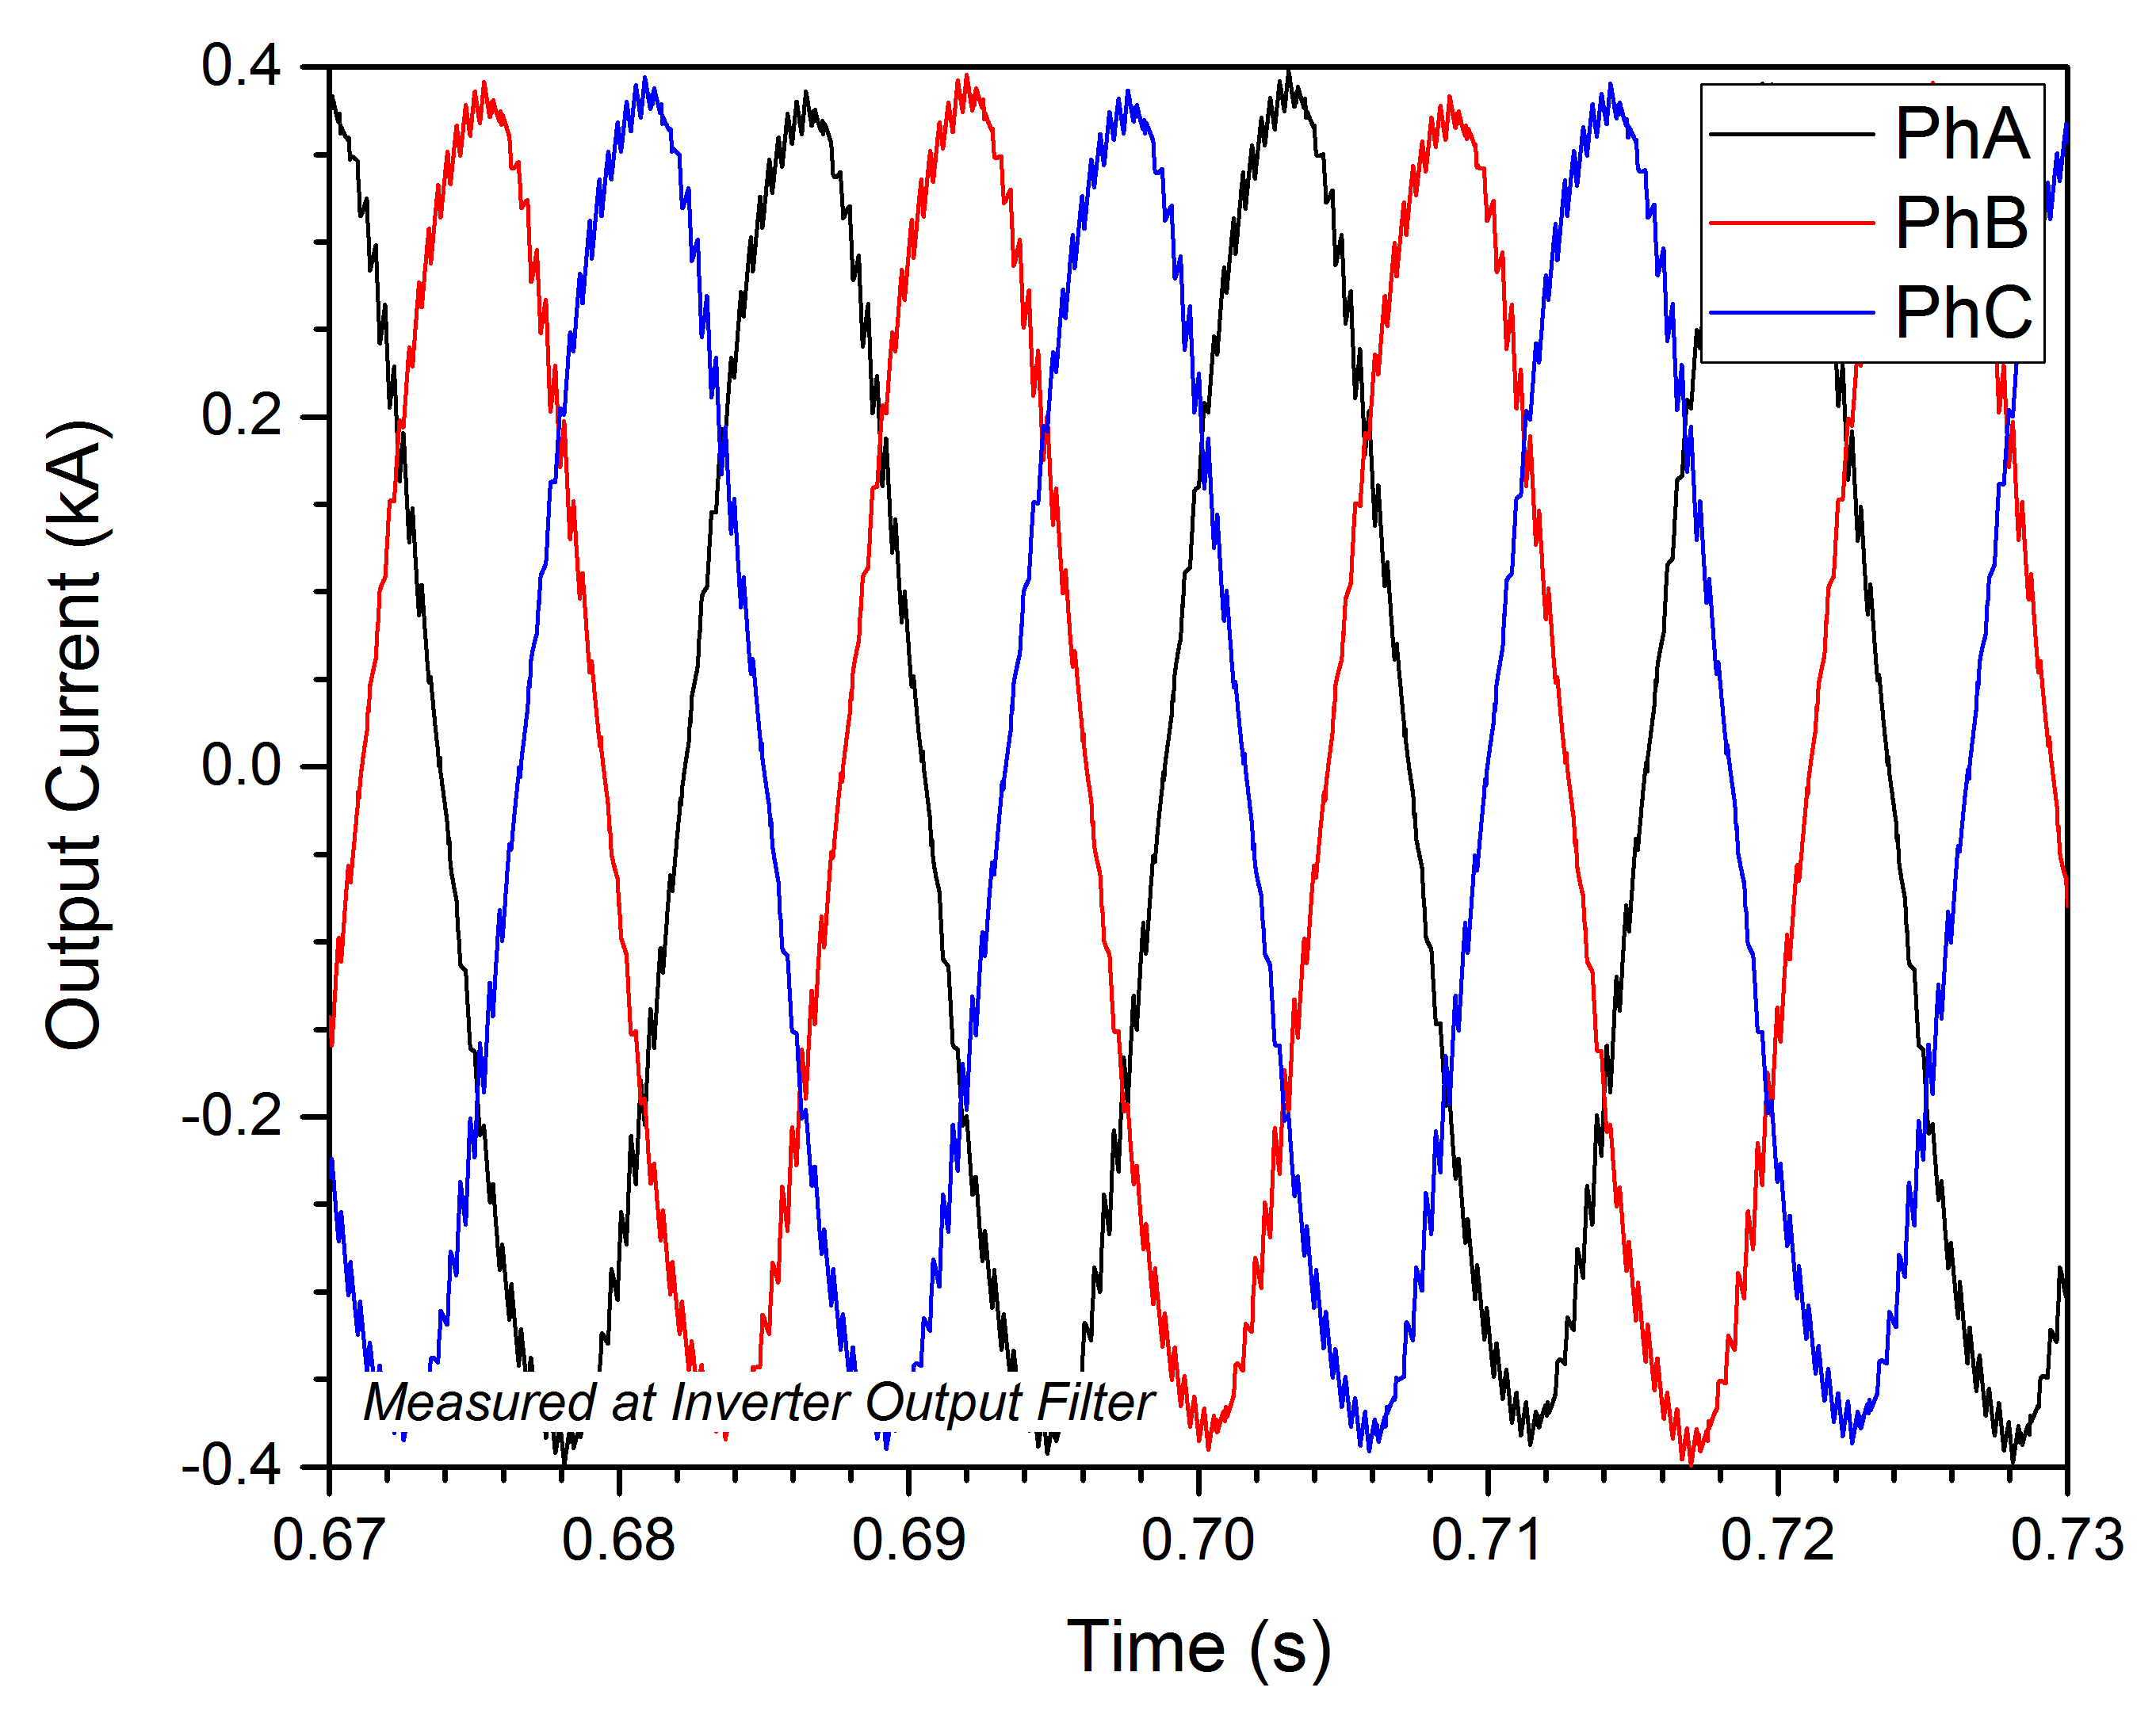 0.4
0.2
0.0
-0.2
-0.4
Output Current (kA)
PhA
PhB
PhC
Measured at Inverter Output Filter
0.67 0.68 0.69 0.70 0.71 0.72 0.73
Time (s)